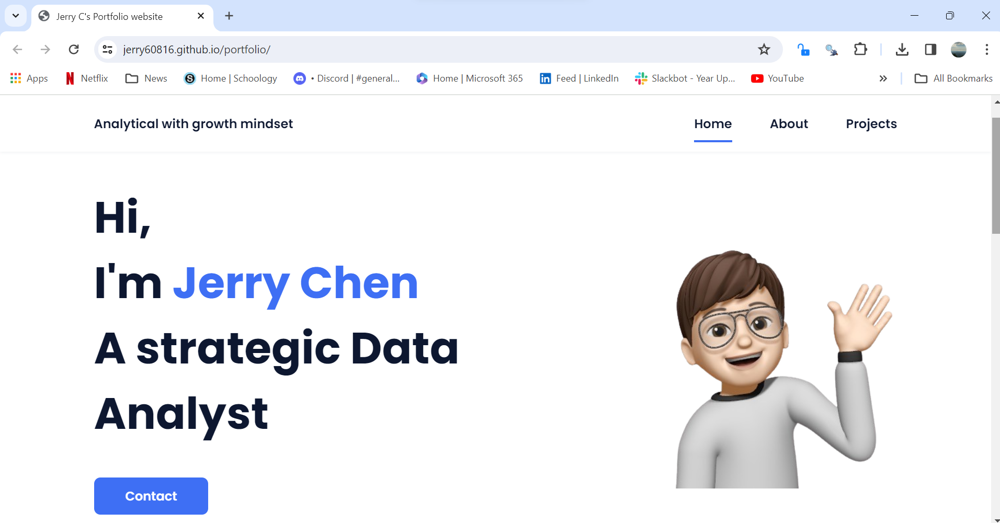 Jerry C's Portfolio website
jerry60816.github.io/portfolio/
Apps
Netflix
News
Home | Schoology
• Discord | #general...
Home | Microsoft 365
Feed | LinkedIn
Slackbot - Year Up...
YouTube
All Bookmarks
Analytical with growth mindset
Home
About
Projects
Hi,
I'm Jerry Chen
A strategic Data
Analyst
Contact